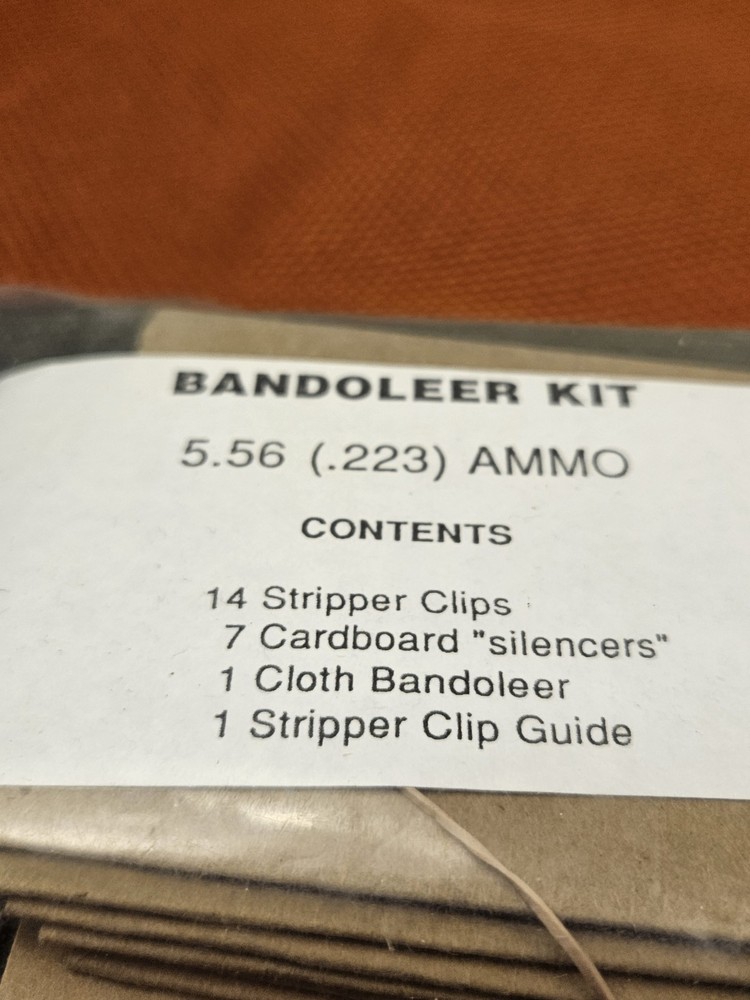 BANDOLEER KIT
5.56 (.223) AMMO
CONTENTS
14 Stripper Clips
7 Cardboard "silencers"
1 Cloth Bandoleer
1 Stripper Clip Guide